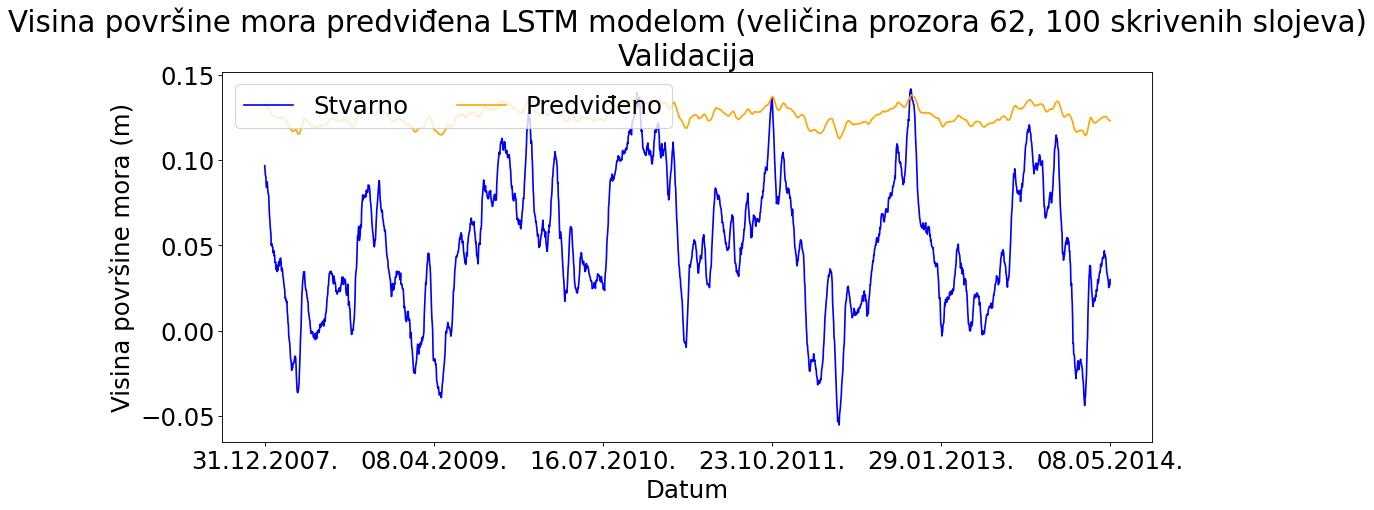 Visina površine mora predviđena LSTM modelom (veličina prozora 62, 100 skrivenih slojeva)
Validacija
Stvarno Predviđeno
Visina površine mora (m)
0.15
0.10
0.05
0.00
−0.05
31.12.2007. 08.04.2009. 16.07.2010. 23.10.2011. 29.01.2013. 08.05.2014.
Datum